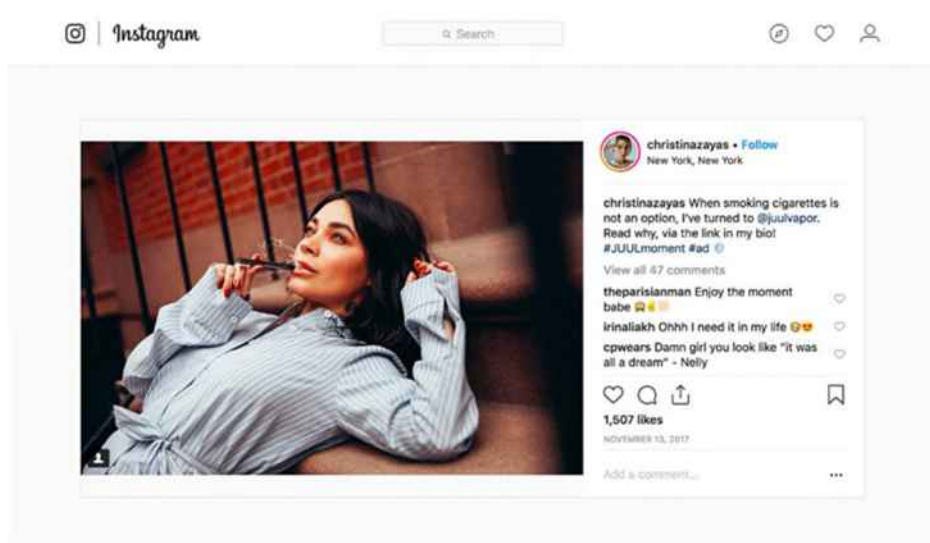 Instagram
Search
christinazayas • Follow
New York, New York
christinazayas When smoking cigarettes is
not an option, I've turned to @juulvapor.
Read why, via the link in my bio!
#JUULmoment #ad
View all 47 comments
theparisianman Enjoy the moment
babe
irinaliakh Ohhh I need it in my life
cpwears Damn girl you look like "it was
all a dream" - Nelly
1,507 likes
NOVEMBER 13, 2017
Add a comment...